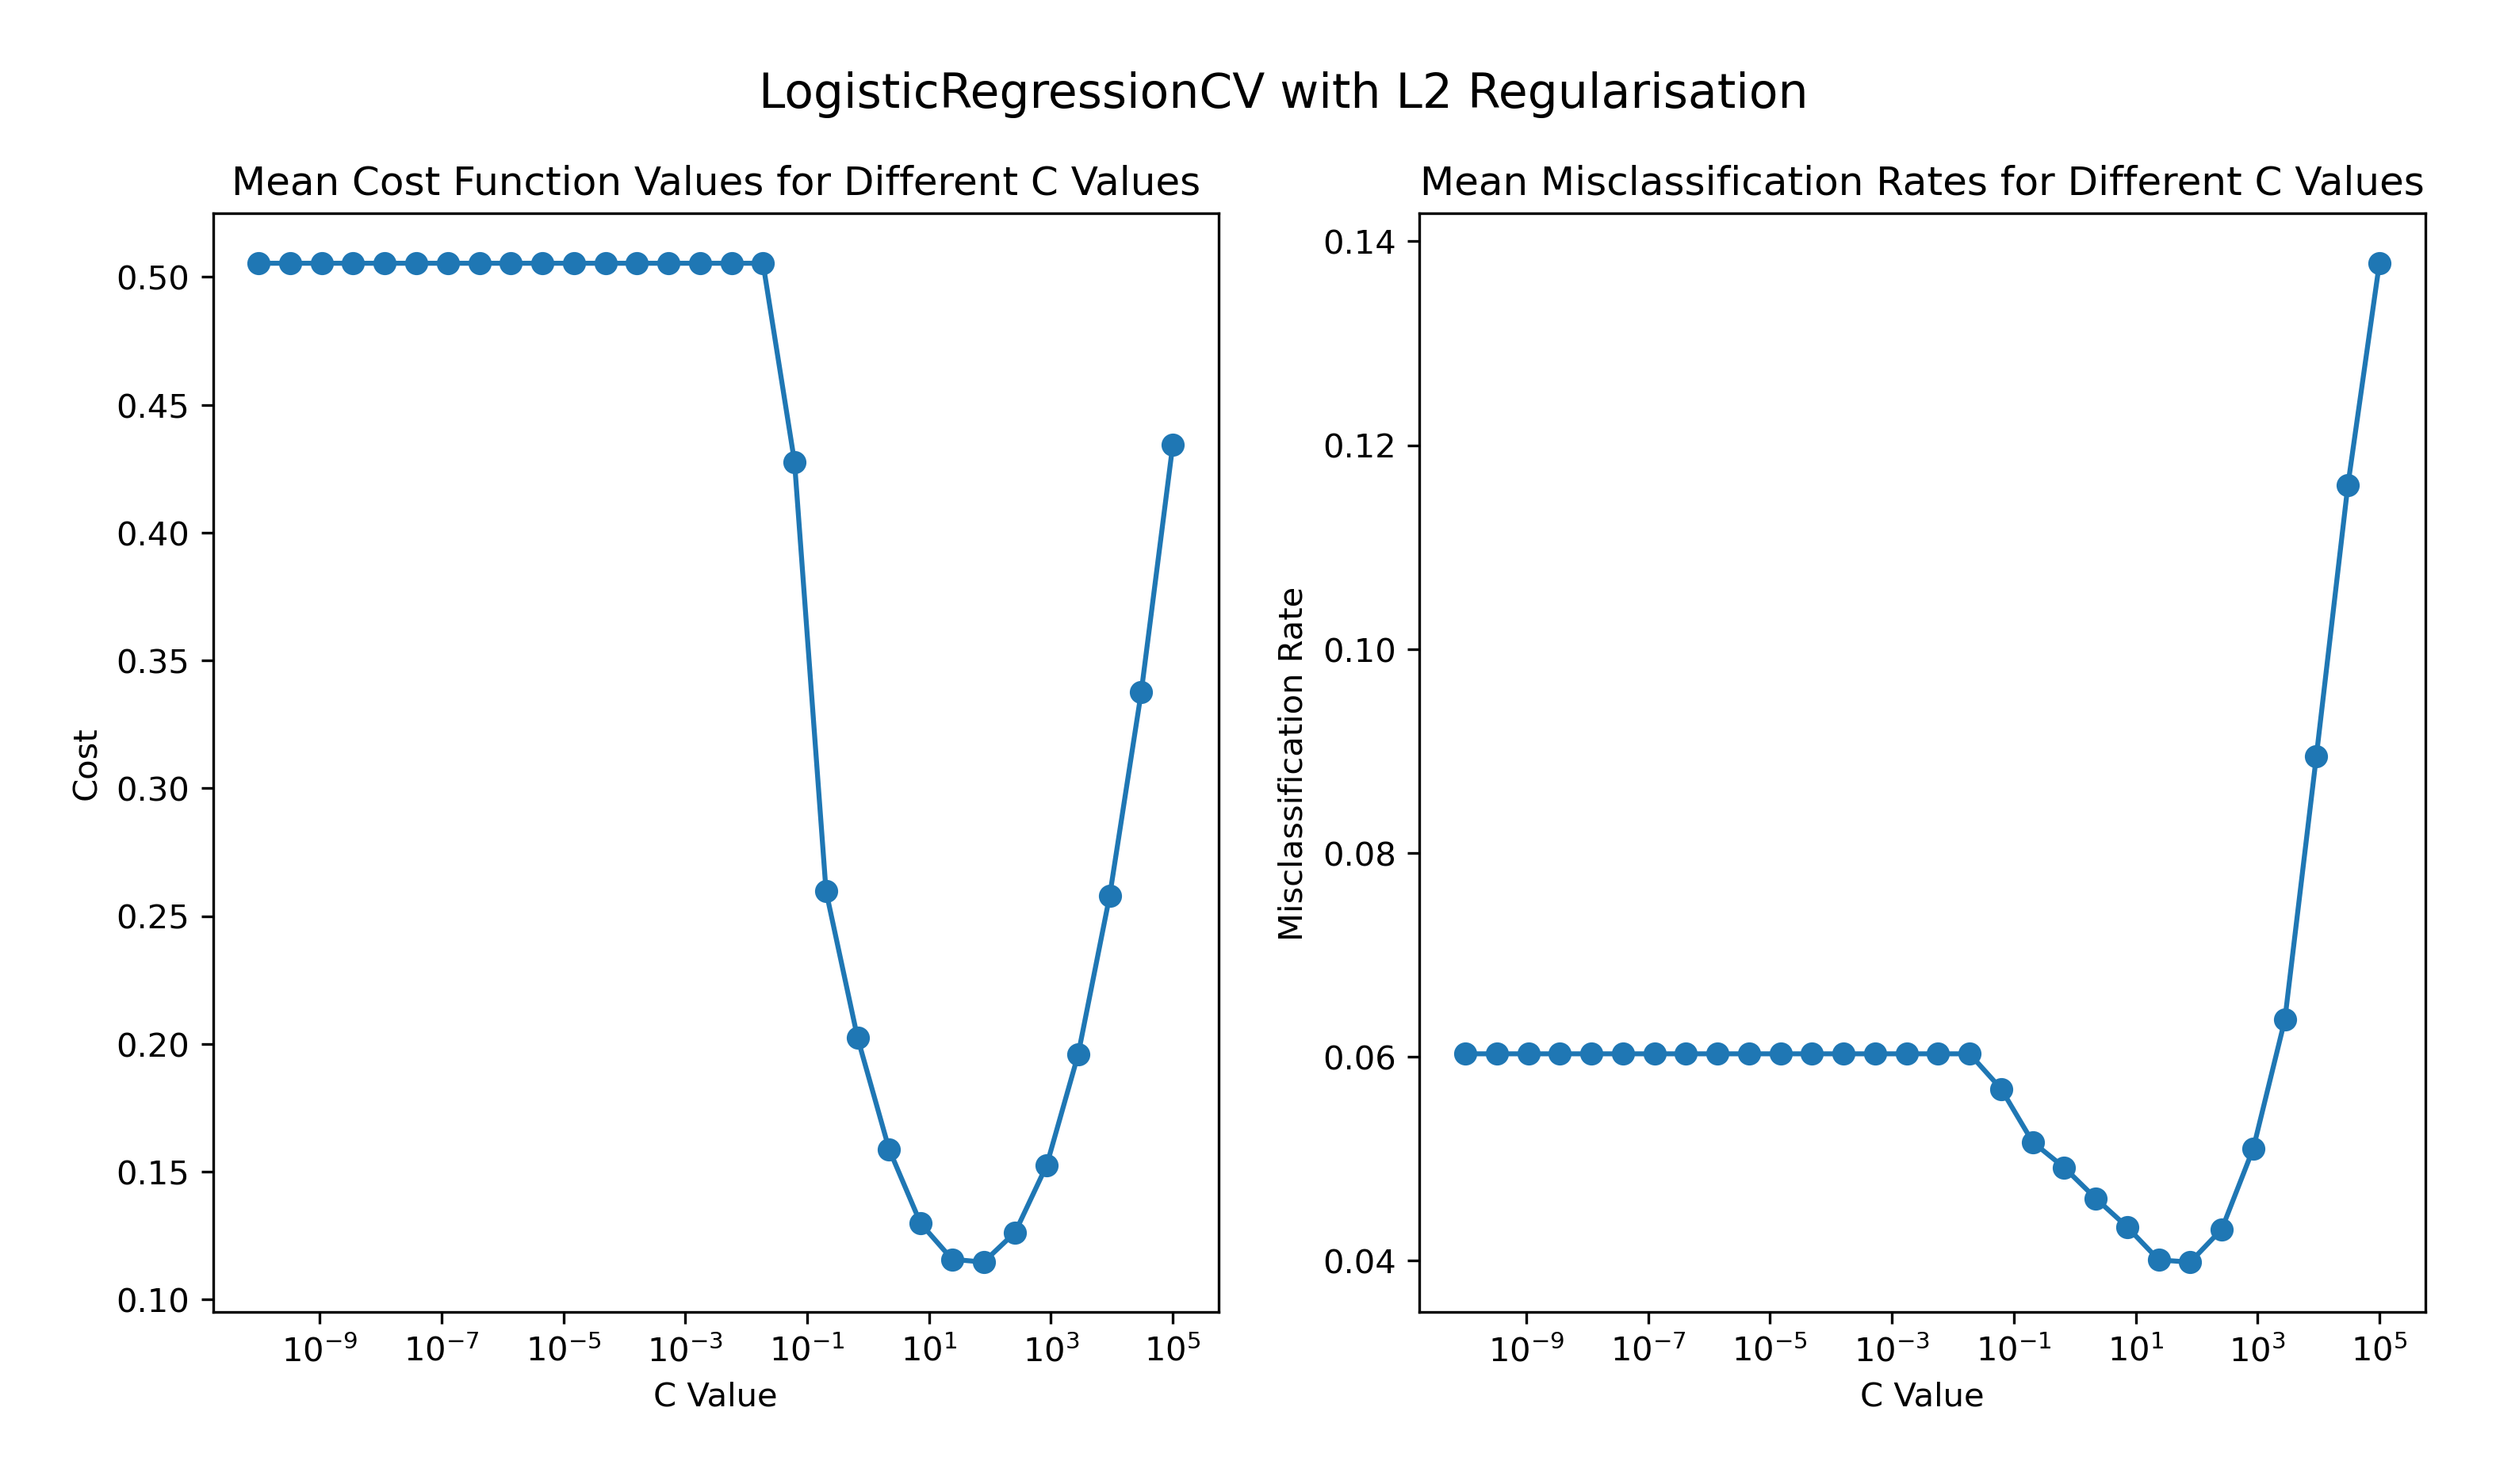 LogisticRegressionCV with L2 Regularisation
Mean Cost Function Values for Different C Values
0.50
0.45
0.40
0.35
0.30
0.25
0.20
0.15
0.10
Cost
10⁻⁹ 10⁻⁷ 10⁻⁵ 10⁻³ 10⁻¹ 10¹ 10³ 10⁵
C Value
Mean Misclassification Rates for Different C Values
0.14
0.12
0.10
0.08
0.06
0.04
Misclassification Rate
10⁻⁹ 10⁻⁷ 10⁻⁵ 10⁻³ 10⁻¹ 10¹ 10³ 10⁵
C Value